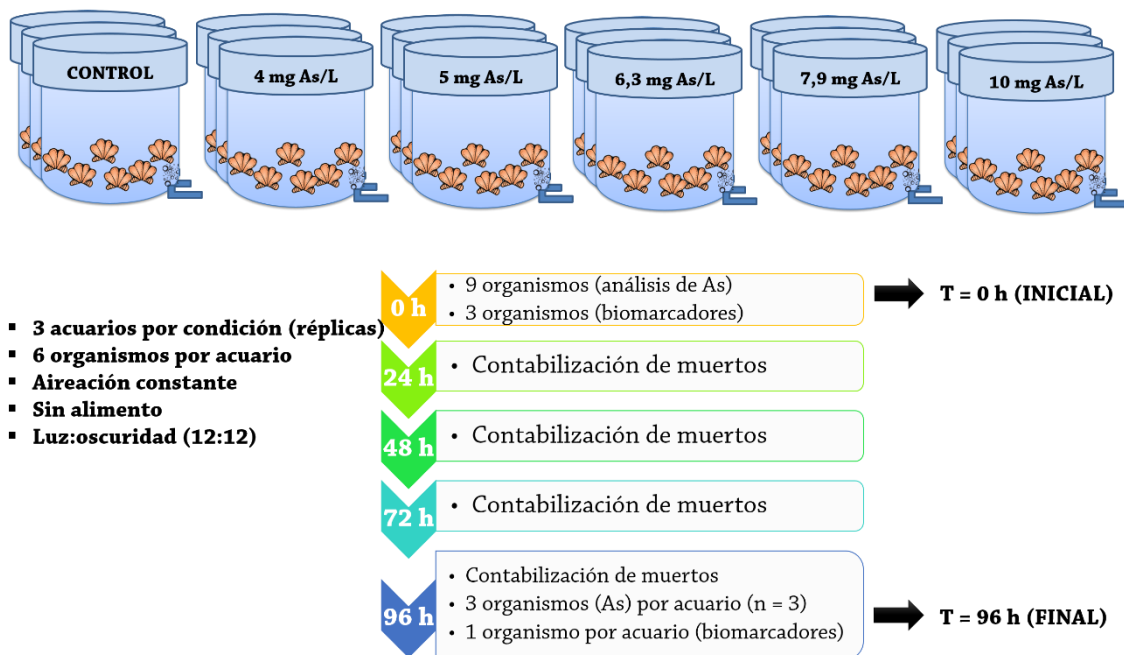 CONTROL
4 mg As/L
5 mg As/L
6,3 mg As/L
7,9 mg As/L
10 mg As/L
▪ 3 acuarios por condición (réplicas)
▪ 6 organismos por acuario
▪ Aireación constante
▪ Sin alimento
▪ Luz:oscuridad (12:12)
0 h
• 9 organismos (análisis de As)
• 3 organismos (biomarcadores)
T = 0 h (INICIAL)
24 h
• Contabilización de muertos
48 h
• Contabilización de muertos
72 h
• Contabilización de muertos
96 h
• Contabilización de muertos
• 3 organismos (As) por acuario (n = 3)
• 1 organismo por acuario (biomarcadores)
T = 96 h (FINAL)